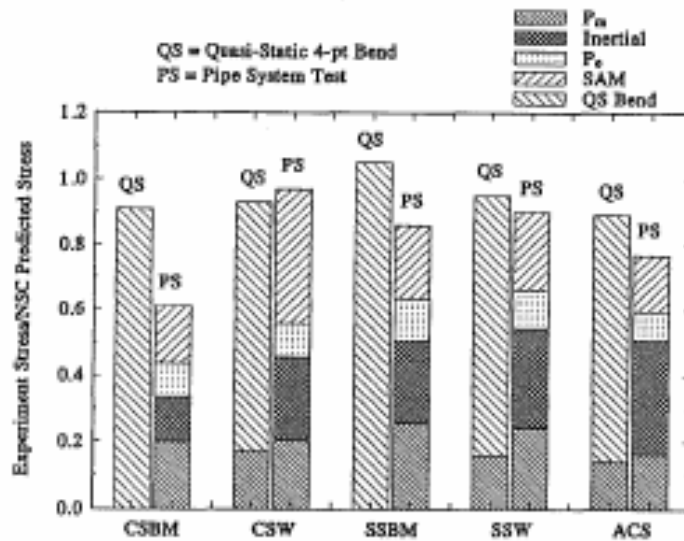 QS = Quasi-Static 4-pt Bend
PS = Pipe System Test
Pm
Inertial
Pe
SAM
QS Bend
Experiment Stress/NSC Predicted Stress
1.2
1.0
0.8
0.6
0.4
0.2
0.0
QS
PS
QS
PS
QS
PS
QS
PS
QS
PS
CSBM
CSW
SSBM
SSW
ACS